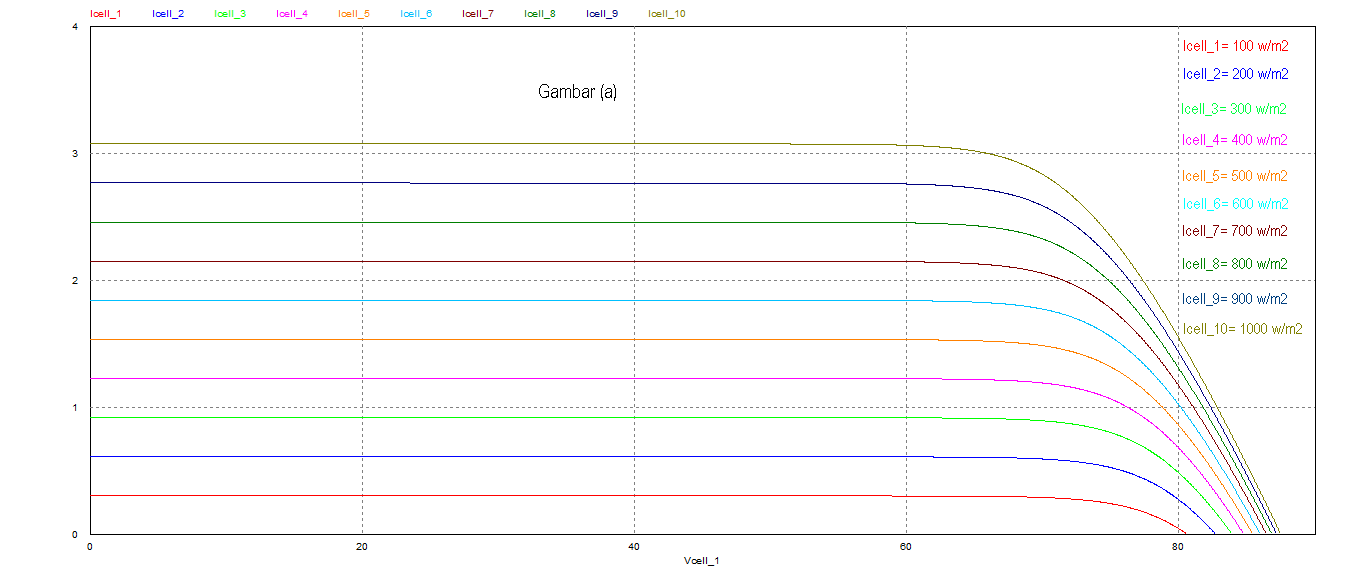 Icell_1 Icell_2 Icell_3 Icell_4 Icell_5 Icell_6 Icell_7 Icell_8 Icell_9 Icell_10
4
Icell_1= 100 w/m2
Icell_2= 200 w/m2
Gambar (a)
Icell_3= 300 w/m2
Icell_4= 400 w/m2
3
Icell_5= 500 w/m2
Icell_6= 600 w/m2
Icell_7= 700 w/m2
Icell_8= 800 w/m2
2
Icell_9= 900 w/m2
Icell_10= 1000 w/m2
1
0
0 20 40 60 80
Vcell_1